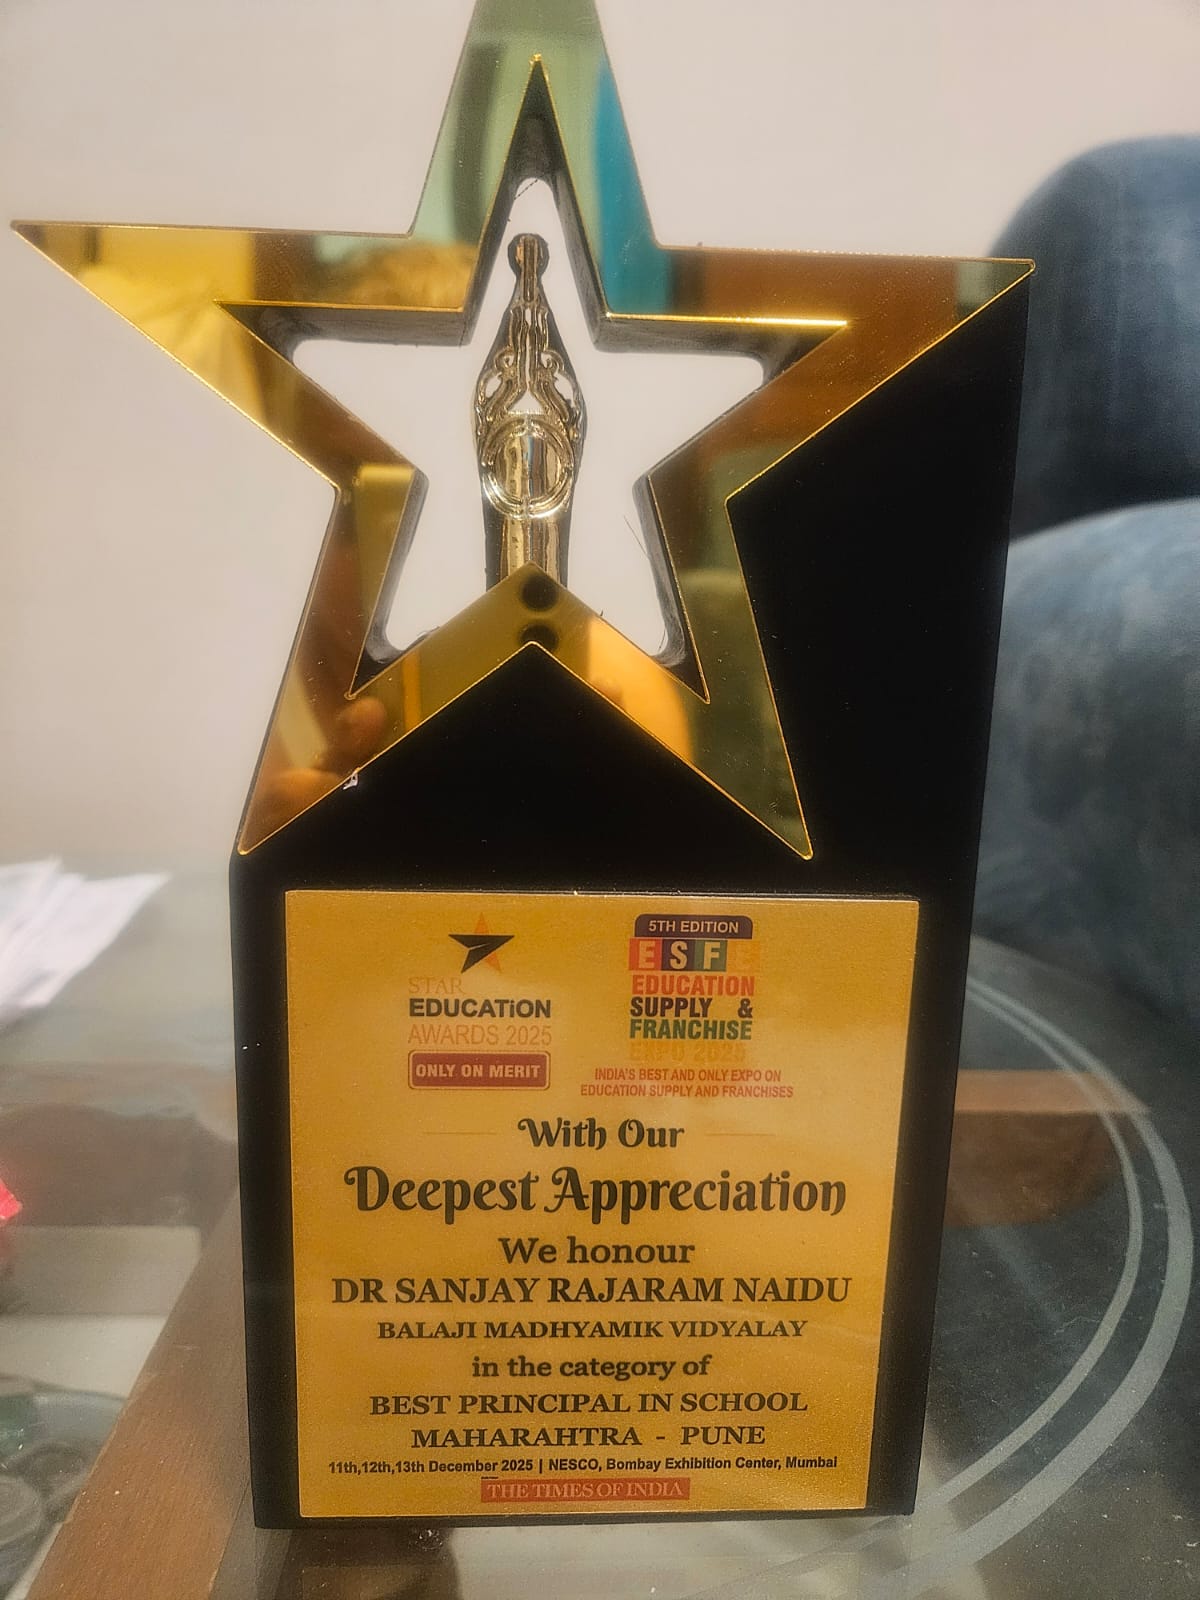 STAR
EDUCATiON
AWARDS 2025
ONLY ON MERIT
5TH EDITION
ESFE
EDUCATION
SUPPLY &
FRANCHISE
EXPO 2025
INDIA'S BEST AND ONLY EXPO ON
EDUCATION SUPPLY AND FRANCHISES
With Our
Deepest Appreciation
We honour
DR SANJAY RAJARAM NAIDU
BALAJI MADHYAMIK VIDYALAY
in the category of
BEST PRINCIPAL IN SCHOOL
MAHARAHTRA - PUNE
11th,12th,13th December 2025 | NESCO, Bombay Exhibition Center, Mumbai
THE TIMES OF INDIA